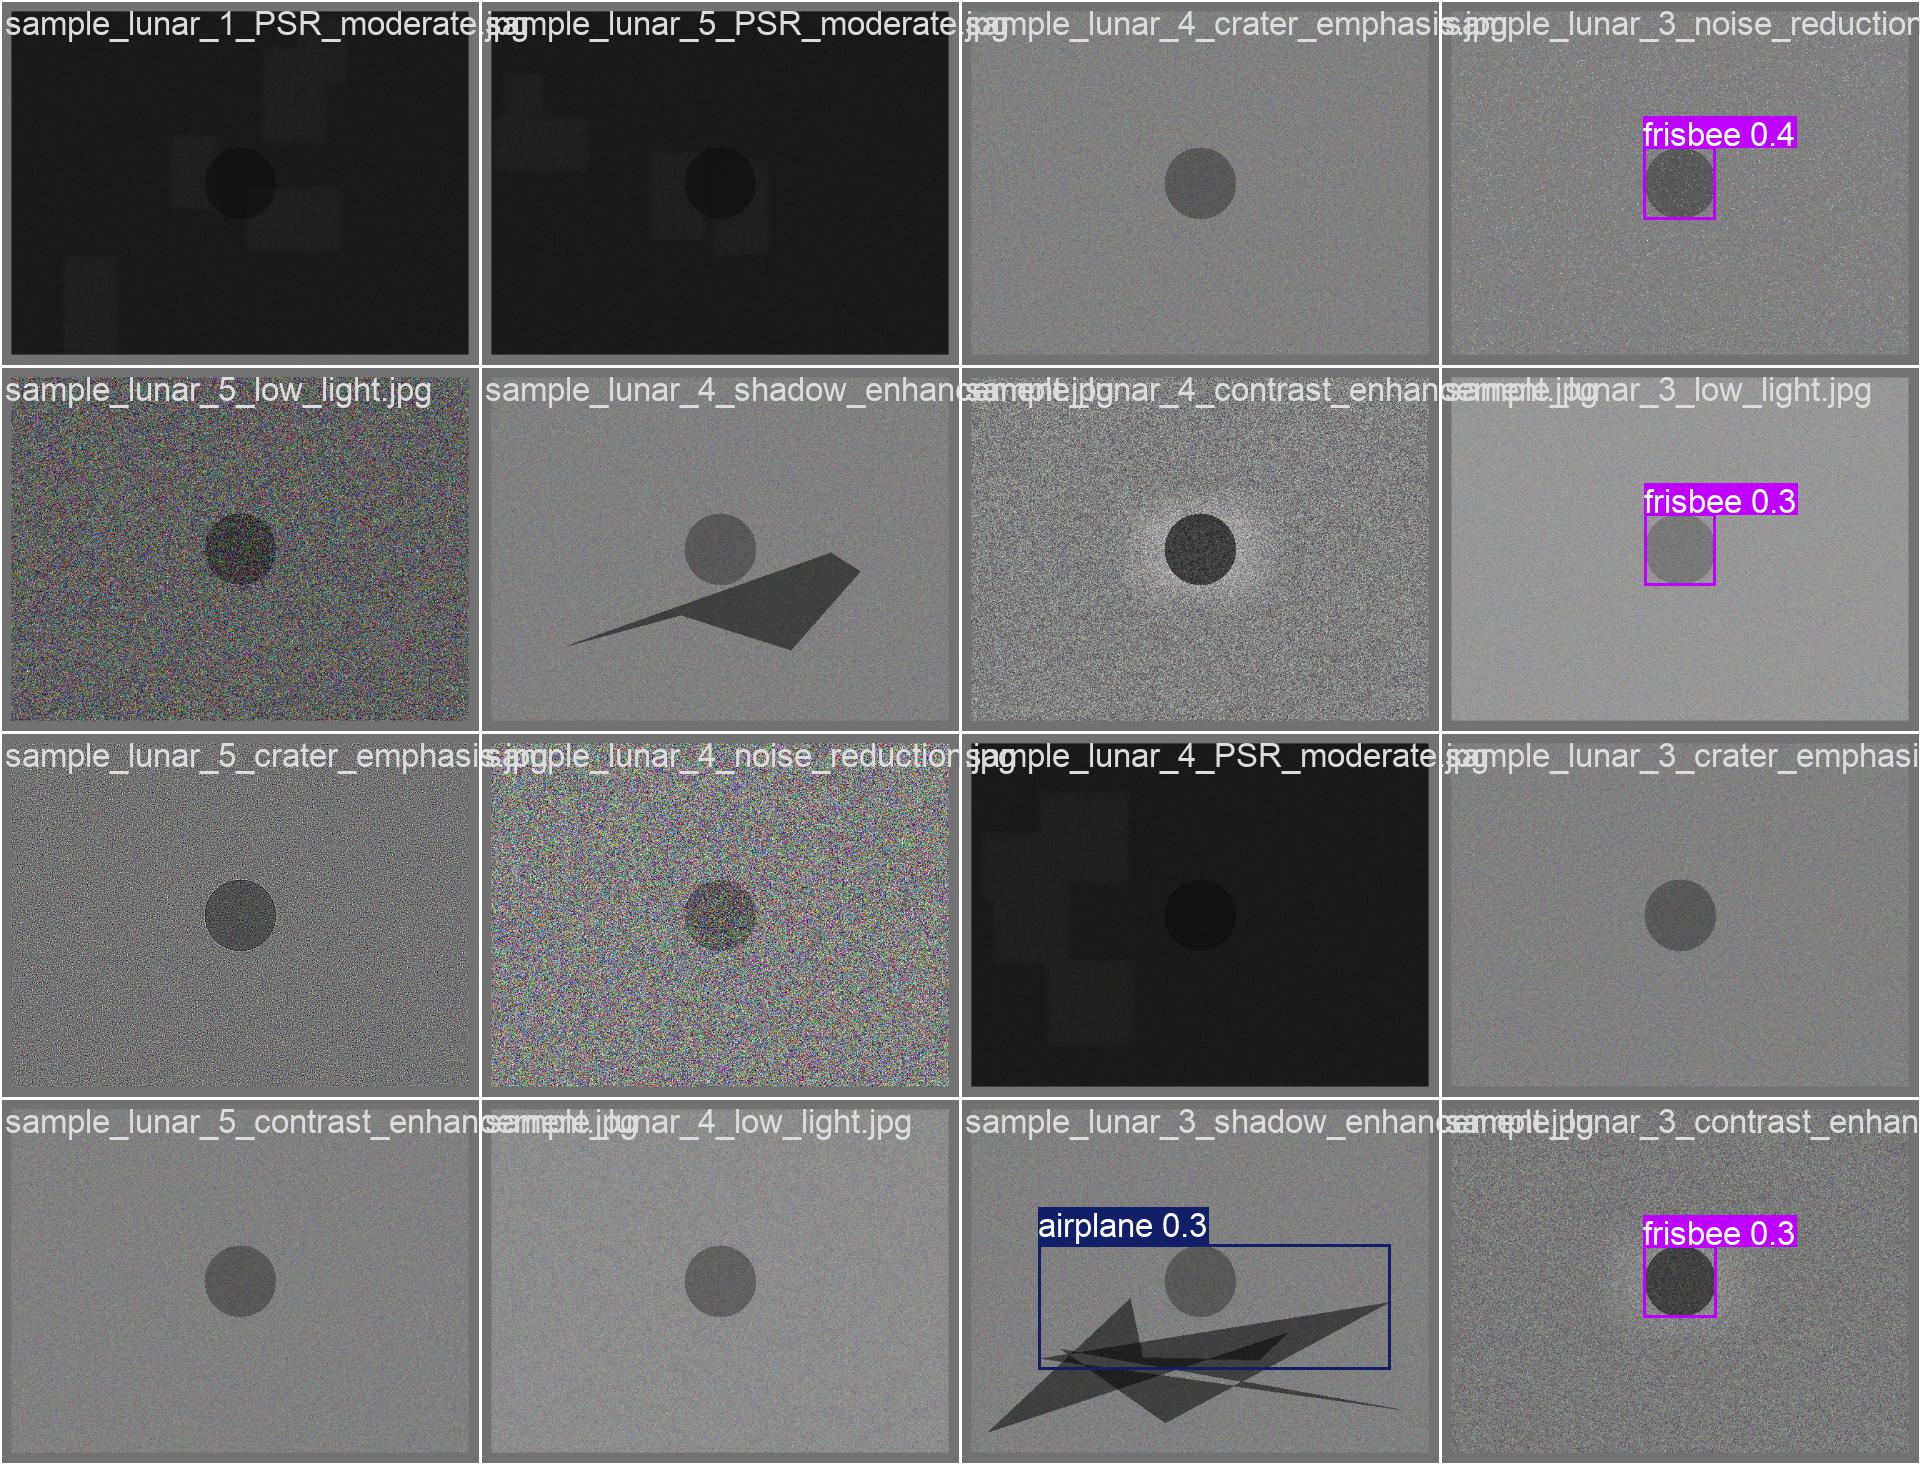 sample_lunar_1_PSR_moderate.jpg
sample_lunar_5_PSR_moderate.jpg
sample_lunar_4_crater_emphasis.jpg
sample_lunar_3_noise_reduction
frisbee 0.4
sample_lunar_5_low_light.jpg
sample_lunar_4_shadow_enhancement.jpg
sample_lunar_4_contrast_enhancement.jpg
sample_lunar_3_low_light.jpg
frisbee 0.3
sample_lunar_5_crater_emphasis.jpg
sample_lunar_4_noise_reduction.jpg
sample_lunar_4_PSR_moderate.jpg
sample_lunar_3_crater_emphasi
sample_lunar_5_contrast_enhancement.jpg
sample_lunar_4_low_light.jpg
sample_lunar_3_shadow_enhancement.jpg
sample_lunar_3_contrast_enhan
airplane 0.3
frisbee 0.3